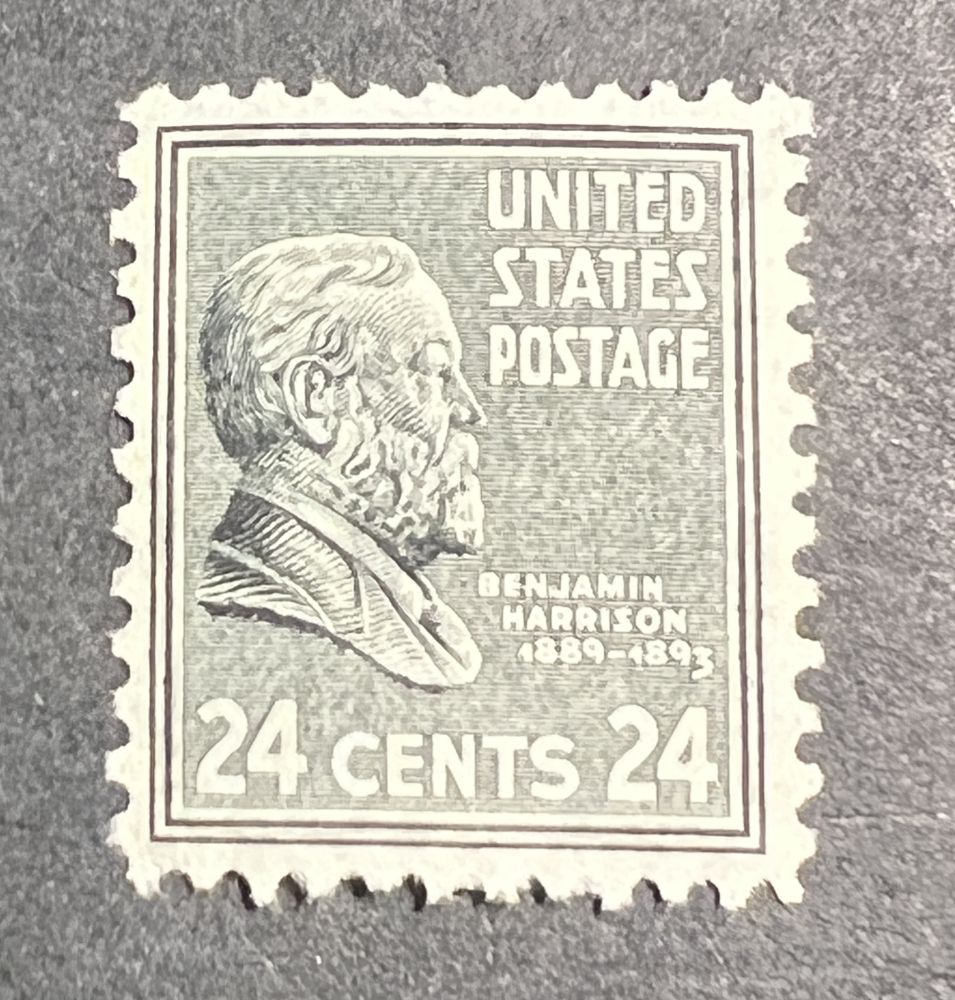 UNITED
STATES
POSTAGE
BENJAMIN
HARRISON
1889-1893
24 CENTS 24